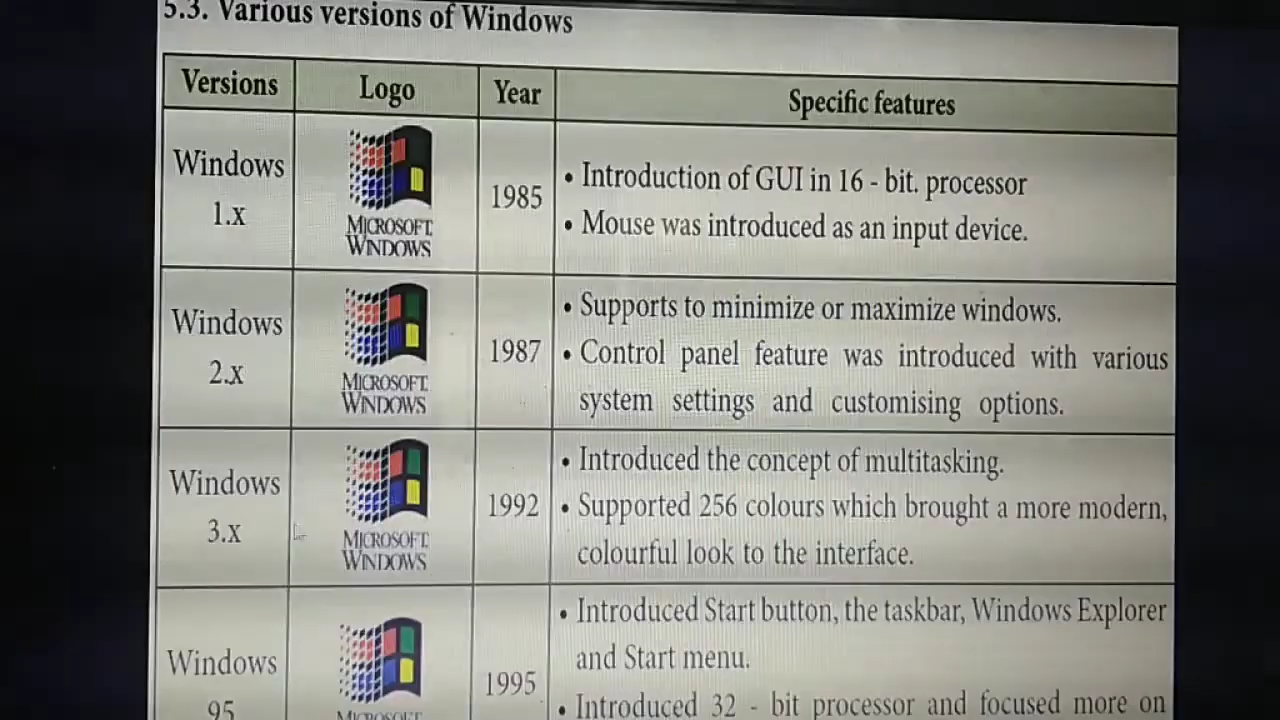 5.3. Various versions of Windows
Versions Logo Year Specific features
Windows
1.x
MICROSOFT
WINDOWS
1985
• Introduction of GUI in 16 - bit. processor
• Mouse was introduced as an input device.
Windows
2.x
MICROSOFT
WINDOWS
1987
• Supports to minimize or maximize windows.
• Control panel feature was introduced with various
system settings and customising options.
Windows
3.x
MICROSOFT
WINDOWS
1992
• Introduced the concept of multitasking.
• Supported 256 colours which brought a more modern,
colourful look to the interface.
Windows
95
MICROSOFT
1995
• Introduced Start button, the taskbar, Windows Explorer
and Start menu.
• Introduced 32 - bit processor and focused more on